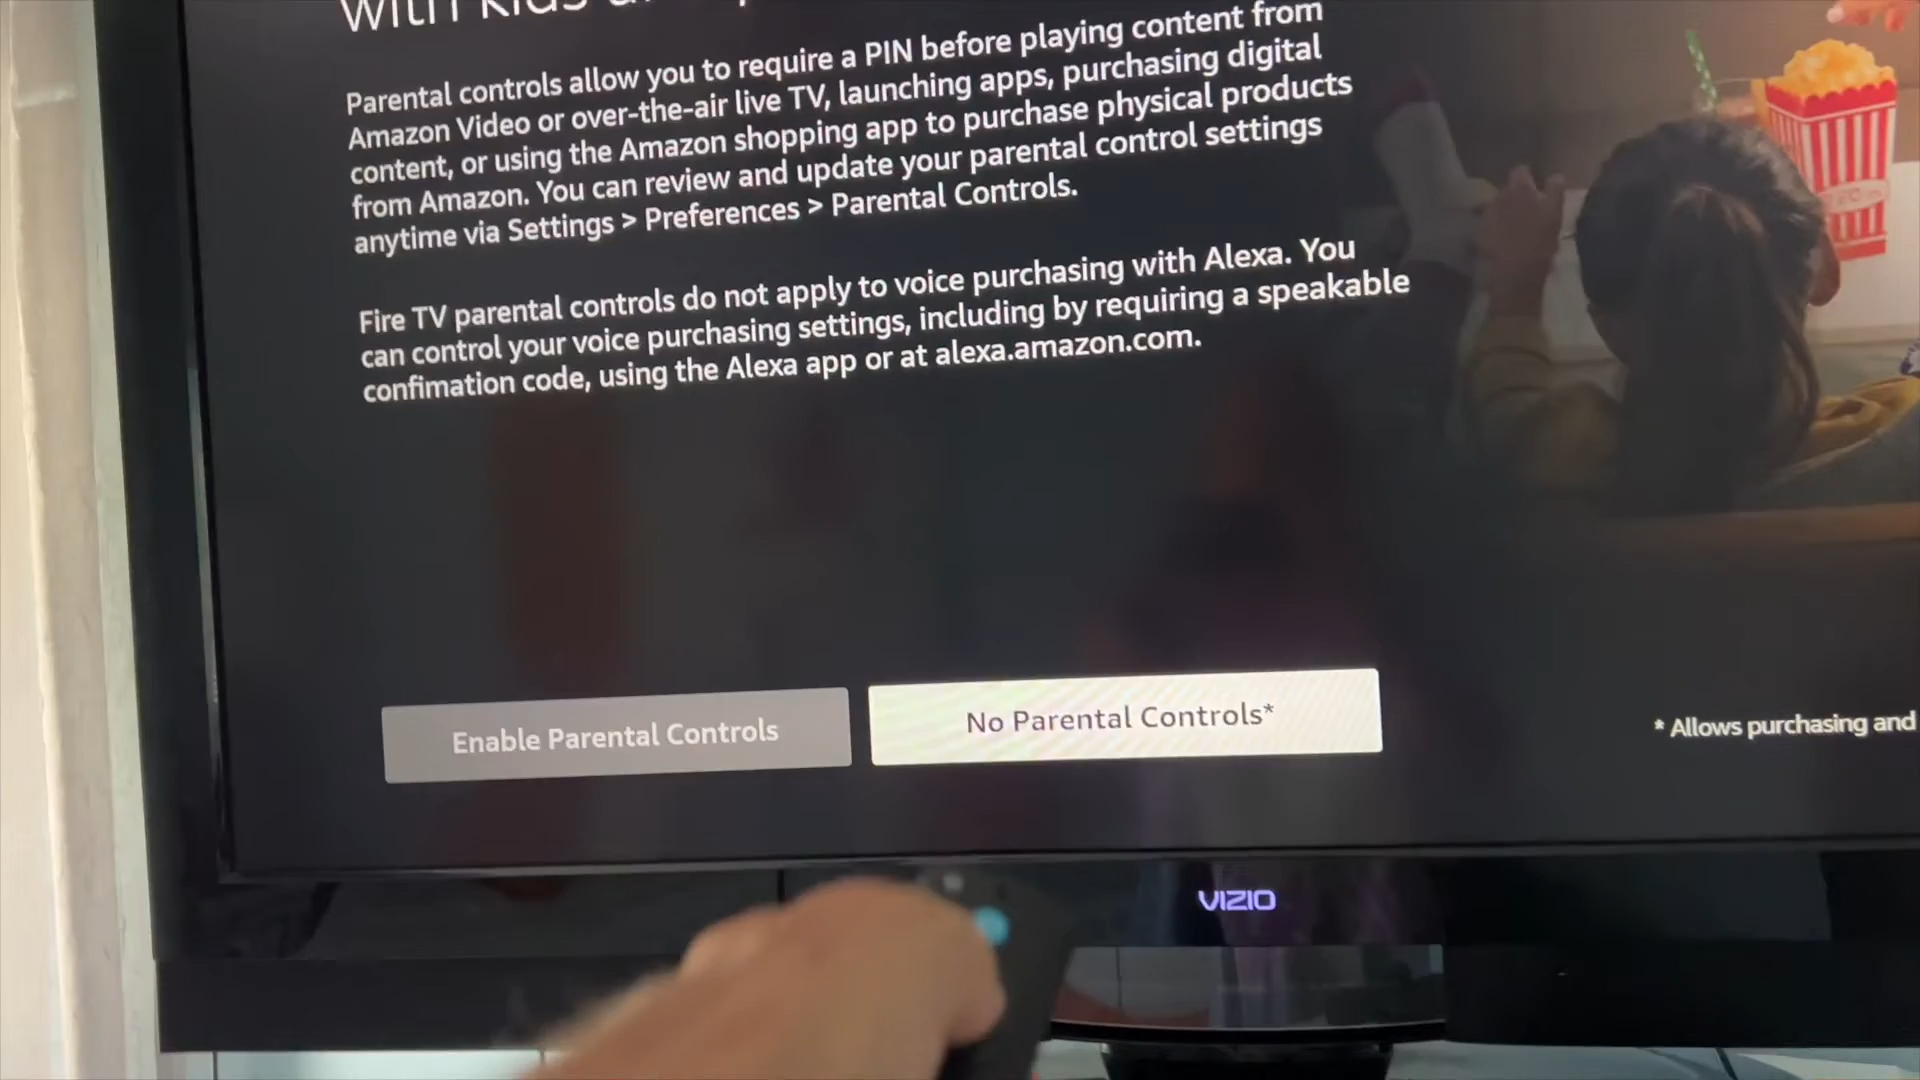 with kids
Parental controls allow you to require a PIN before playing content from
Amazon Video or over-the-air live TV, launching apps, purchasing digital
content, or using the Amazon shopping app to purchase physical products
from Amazon. You can review and update your parental control settings
anytime via Settings > Preferences > Parental Controls.
Fire TV parental controls do not apply to voice purchasing with Alexa. You
can control your voice purchasing settings, including by requiring a speakable
confimation code, using the Alexa app or at alexa.amazon.com.
Enable Parental Controls
No Parental Controls*
* Allows purchasing and
VIZIO